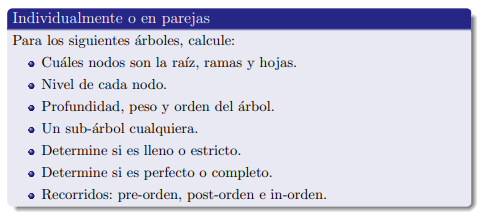 Individualmente o en parejas
Para los siguientes árboles, calcule:
Cuáles nodos son la raíz, ramas y hojas.
Nivel de cada nodo.
Profundidad, peso y orden del árbol.
Un sub-árbol cualquiera.
Determine si es lleno o estricto.
Determine si es perfecto o completo.
Recorridos: pre-orden, post-orden e in-orden.